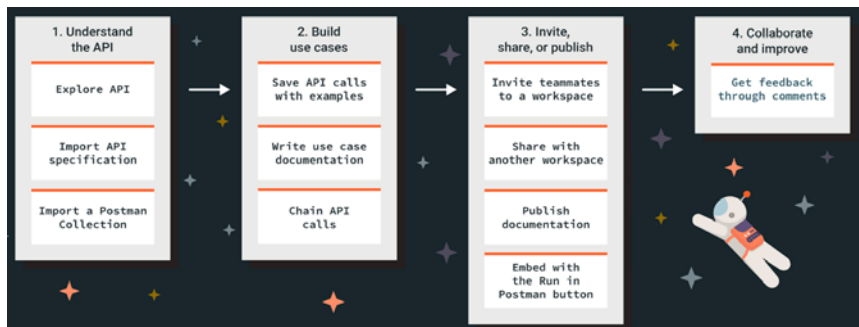 1. Understand
the API
Explore API
Import API
specification
Import a Postman
Collection
2. Build
use cases
Save API calls
with examples
Write use case
documentation
Chain API
calls
3. Invite,
share, or publish
Invite teammates
to a workspace
Share with
another workspace
Publish
documentation
Embed with
the Run in
Postman button
4. Collaborate
and improve
Get feedback
through comments